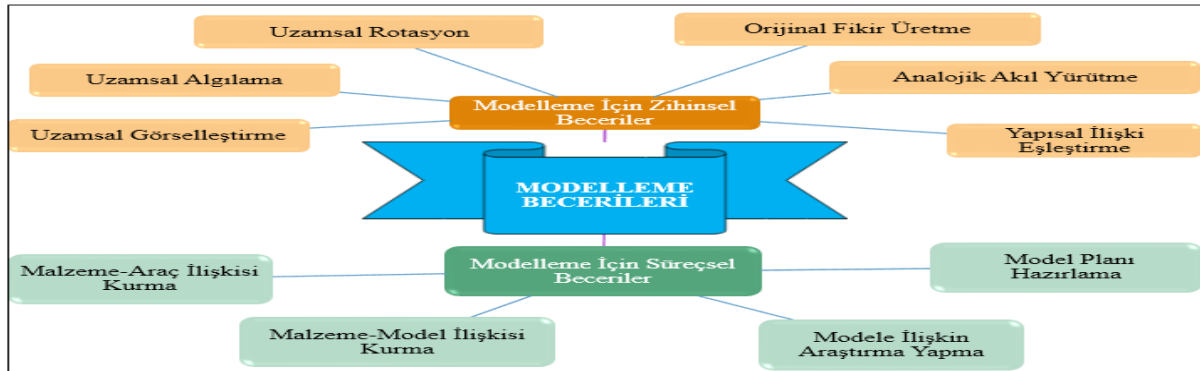 Uzamsal Rotasyon
Orijinal Fikir Üretme
Uzamsal Algılama
Analojik Akıl Yürütme
Modelleme İçin Zihinsel
Beceriler
Uzamsal Görselleştirme
Yapısal İlişki
Eşleştirme
MODELLEME
BECERİLERİ
Modelleme İçin Süreçsel
Beceriler
Malzeme-Araç İlişkisi
Kurma
Model Planı
Hazırlama
Malzeme-Model İlişkisi
Kurma
Modele İlişkin
Araştırma Yapma